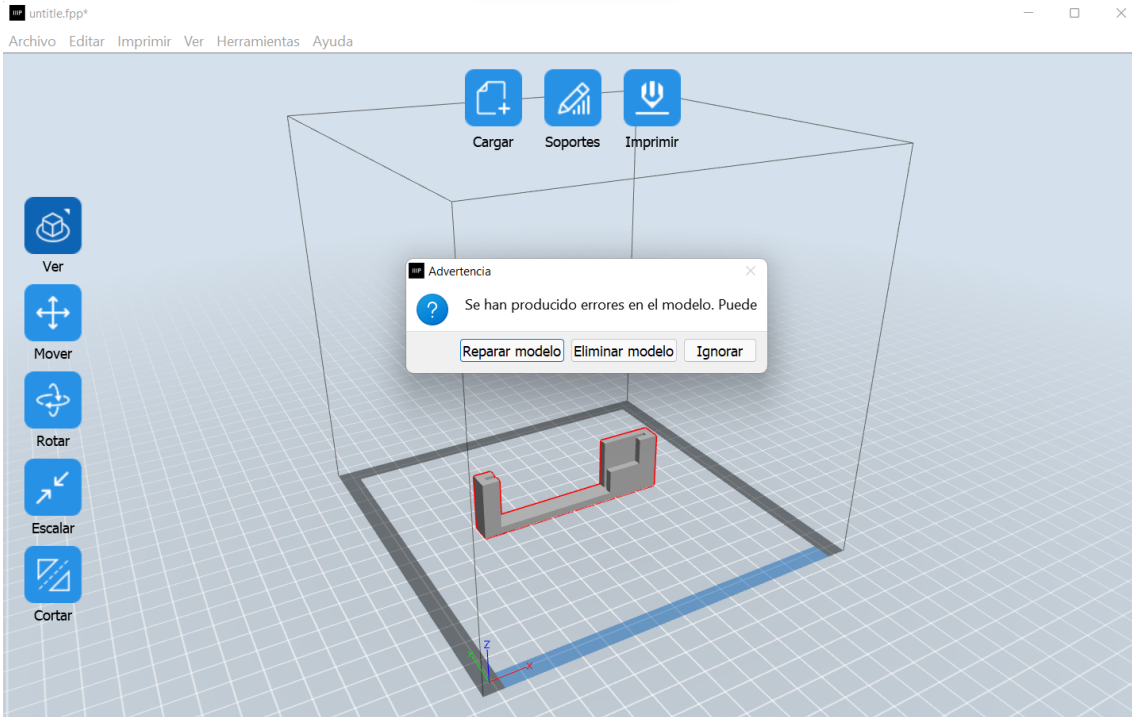 untitle.fpp*
Archivo Editar Imprimir Ver Herramientas Ayuda
Cargar Soportes Imprimir
Ver
Mover
Rotar
Escalar
Cortar
IIIP Advertencia
Se han producido errores en el modelo. Puede
Reparar modelo Eliminar modelo Ignorar
Z
X